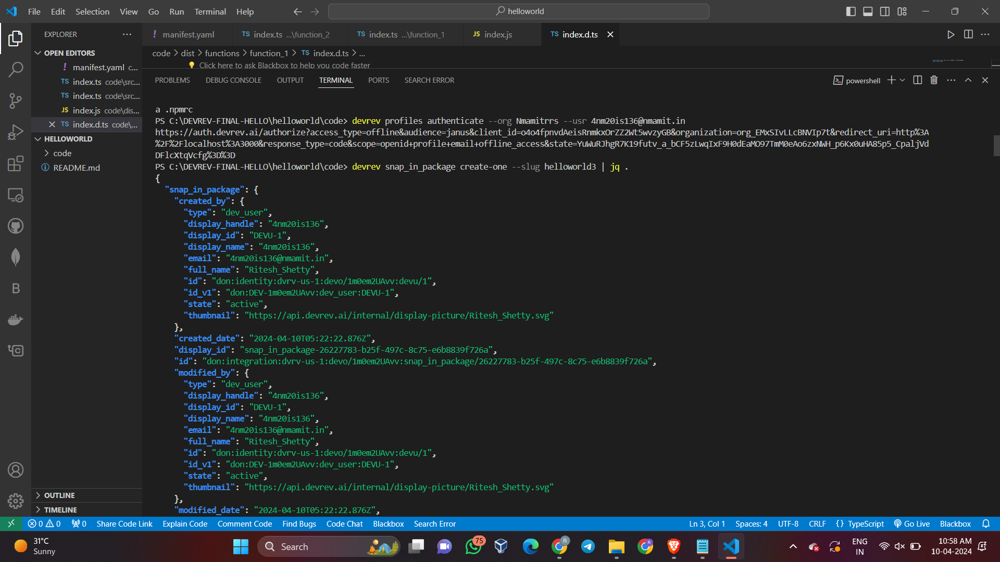 File Edit Selection View Go Run Terminal Help
helloworld
EXPLORER
OPEN EDITORS
manifest.yaml c...
index.ts code\src...
index.ts code\src...
index.js code\dis...
index.d.ts code\...
HELLOWORLD
code
README.md
OUTLINE
TIMELINE
manifest.yaml
TS index.ts ...\function_2
TS index.ts ...\function_1
JS index.js
TS index.d.ts
code > dist > functions > function_1 > TS index.d.ts > ...
Click here to ask Blackbox to help you code faster
PROBLEMS DEBUG CONSOLE OUTPUT TERMINAL PORTS SEARCH ERROR
powershell
a .npmrc
PS C:\DEVREV-FINAL-HELLO\helloworld\code> devrev profiles authenticate --org Nmamitrrs --usr 4nm20is136@nmamit.in
https://auth.devrev.ai/authorize?access_type=offline&audience=janus&client_id=o4o4fpnvdAeisRnmkxOrZZ2Wt5wvzyGB&organization=org_EMxSIvLLcBNVIp7t&redirect_uri=http%3A
%2F%2Flocalhost%3A3000&response_type=code&scope=openid+profile+email+offline_access&state=YuWuRJhgR7K19futv_a_bCF5zLwqIxF9H0dEaMO97TmM0eAo6zxNWH_p6Kx0uHA85p5_CpaljVd
DFlcXtqVcfg%3D%3D
PS C:\DEVREV-FINAL-HELLO\helloworld\code> devrev snap_in_package create-one --slug helloworld3 | jq .
{
"snap_in_package": {
"created_by": {
"type": "dev_user",
"display_handle": "4nm20is136",
"display_id": "DEVU-1",
"display_name": "4nm20is136",
"email": "4nm20is136@nmamit.in",
"full_name": "Ritesh_Shetty",
"id": "don:identity:dvrv-us-1:devo/1m0em2UAvv:devu/1",
"id_v1": "don:DEV-1m0em2UAvv:dev_user:DEVU-1",
"state": "active",
"thumbnail": "https://api.devrev.ai/internal/display-picture/Ritesh_Shetty.svg"
},
"created_date": "2024-04-10T05:22:22.876Z",
"display_id": "snap_in_package-26227783-b25f-497c-8c75-e6b8839f726a",
"id": "don:integration:dvrv-us-1:devo/1m0em2UAvv:snap_in_package/26227783-b25f-497c-8c75-e6b8839f726a",
"modified_by": {
"type": "dev_user",
"display_handle": "4nm20is136",
"display_id": "DEVU-1",
"display_name": "4nm20is136",
"email": "4nm20is136@nmamit.in",
"full_name": "Ritesh_Shetty",
"id": "don:identity:dvrv-us-1:devo/1m0em2UAvv:devu/1",
"id_v1": "don:DEV-1m0em2UAvv:dev_user:DEVU-1",
"state": "active",
"thumbnail": "https://api.devrev.ai/internal/display-picture/Ritesh_Shetty.svg"
},
"modified_date": "2024-04-10T05:22:22.876Z",
0 0 0 Share Code Link Explain Code Comment Code Find Bugs Code Chat Blackbox Search Error
Ln 3, Col 1 Spaces: 4 UTF-8 CRLF {} TypeScript Go Live Blackbox
31°C
Sunny
Search
75
ENG
IN
10:58 AM
10-04-2024